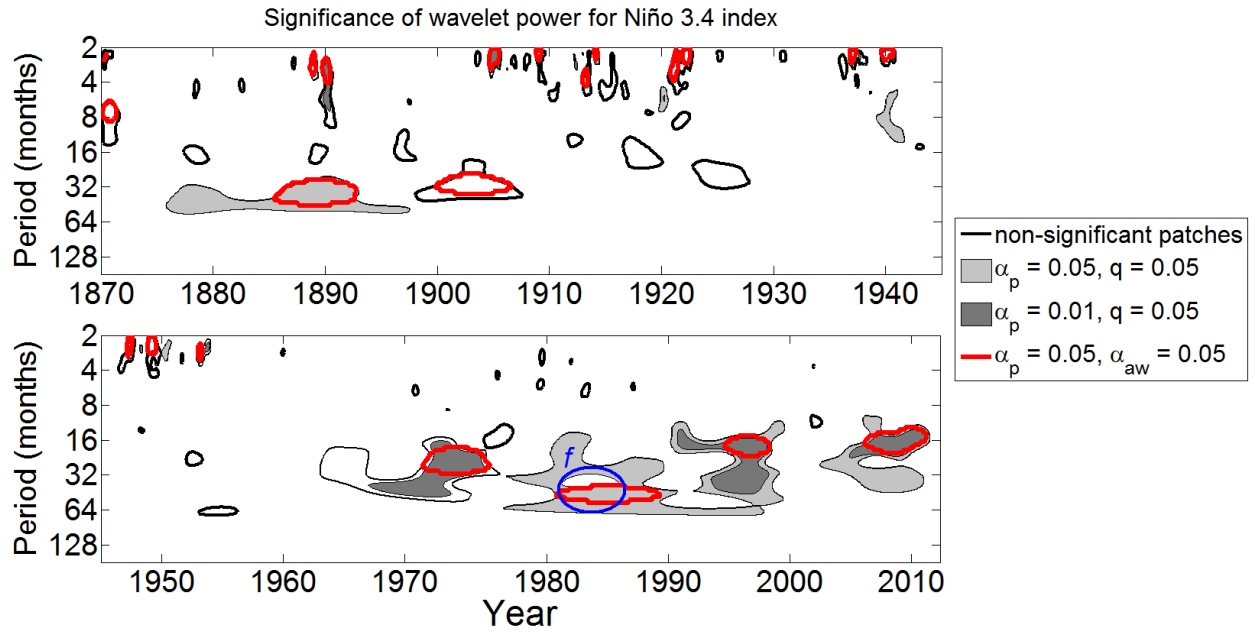 Significance of wavelet power for Niño 3.4 index
Period (months)
2
4
8
16
32
64
128
1870 1880 1890 1900 1910 1920 1930 1940
Period (months)
2
4
8
16
32
64
128
f
1950 1960 1970 1980 1990 2000 2010
Year
non-significant patches
α_p = 0.05, q = 0.05
α_p = 0.01, q = 0.05
α_p = 0.05, α_aw = 0.05